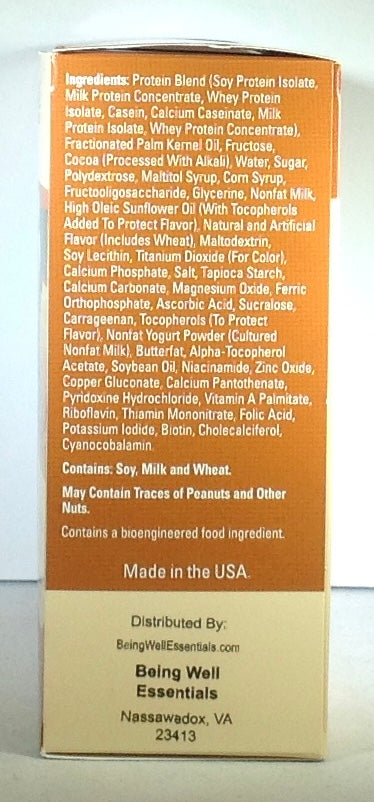 Ingredients: Protein Blend (Soy Protein Isolate,
Milk Protein Concentrate, Whey Protein
Isolate, Casein, Calcium Caseinate, Milk
Protein Isolate, Whey Protein Concentrate),
Fractionated Palm Kernel Oil, Fructose,
Cocoa (Processed With Alkali), Water, Sugar,
Polydextrose, Maltitol Syrup, Corn Syrup,
Fructooligosaccharide, Glycerine, Nonfat Milk,
High Oleic Sunflower Oil (With Tocopherols
Added To Protect Flavor), Natural and Artificial
Flavor (Includes Wheat), Maltodextrin,
Soy Lecithin, Titanium Dioxide (For Color),
Calcium Phosphate, Salt, Tapioca Starch,
Calcium Carbonate, Magnesium Oxide, Ferric
Orthophosphate, Ascorbic Acid, Sucralose,
Carrageenan, Tocopherols (To Protect
Flavor), Nonfat Yogurt Powder (Cultured
Nonfat Milk), Butterfat, Alpha-Tocopherol
Acetate, Soybean Oil, Niacinamide, Zinc Oxide,
Copper Gluconate, Calcium Pantothenate,
Pyridoxine Hydrochloride, Vitamin A Palmitate,
Riboflavin, Thiamin Mononitrate, Folic Acid,
Potassium Iodide, Biotin, Cholecalciferol,
Cyanocobalamin.
Contains: Soy, Milk and Wheat.
May Contain Traces of Peanuts and Other
Nuts.
Contains a bioengineered food ingredient.
Made in the USA.
Distributed By:
BeingWellEssentials.com
Being Well
Essentials
Nassawadox, VA
23413